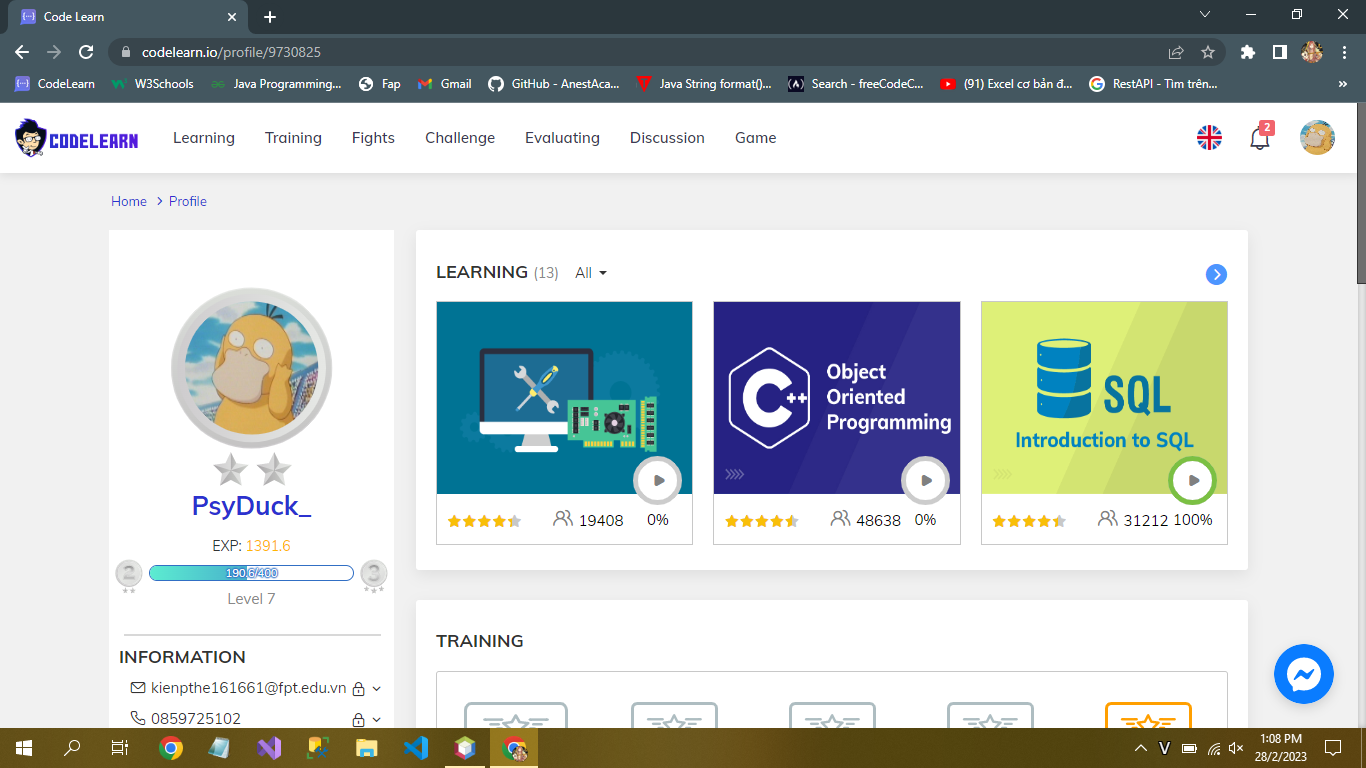 Code Learn
codelearn.io/profile/9730825
CodeLearn W3Schools Java Programming... Fap Gmail GitHub - AnestAca... Java String format()... Search - freeCodeC... (91) Excel cơ bản đ... RestAPI - Tìm trên... »
CODELEARN Learning Training Fights Challenge Evaluating Discussion Game 2
Home > Profile
LEARNING (13) All
C++ Object Oriented Programming
SQL
Introduction to SQL
19408 0%
48638 0%
31212 100%
PsyDuck_
EXP: 1391.6
2 190.6/400 3
Level 7
INFORMATION
kienpthe161661@fpt.edu.vn
0859725102
TRAINING
V
1:08 PM
28/2/2023